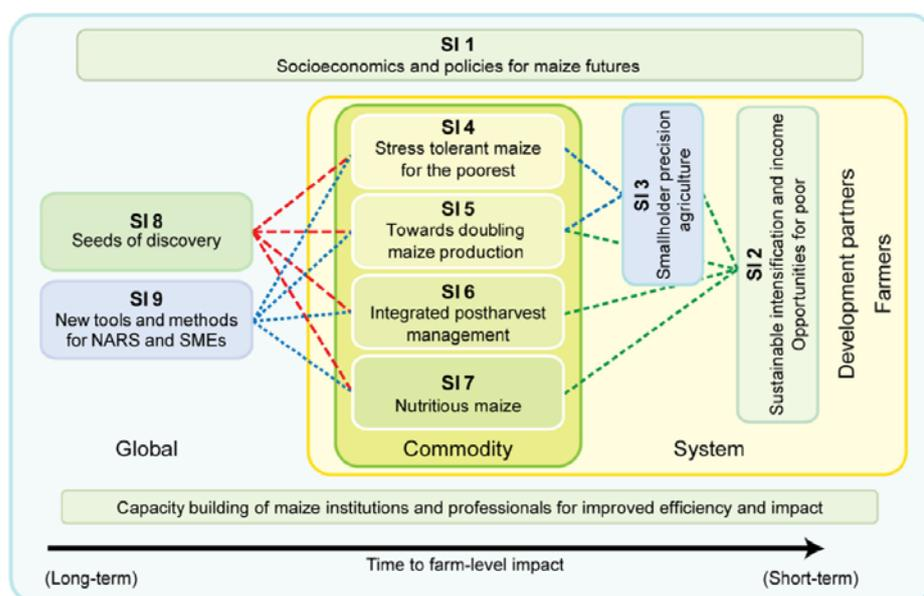 SI 1
Socioeconomics and policies for maize futures
SI 8
Seeds of discovery
SI 9
New tools and methods
for NARS and SMEs
Global
SI 4
Stress tolerant maize
for the poorest
SI 5
Towards doubling
maize production
SI 6
Integrated postharvest
management
SI 7
Nutritious maize
Commodity
SI 3
Smallholder precision
agriculture
System
SI 2
Sustainable intensification and income
Opportunities for poor
Development partners
Farmers
Capacity building of maize institutions and professionals for improved efficiency and impact
Time to farm-level impact
(Long-term)
(Short-term)